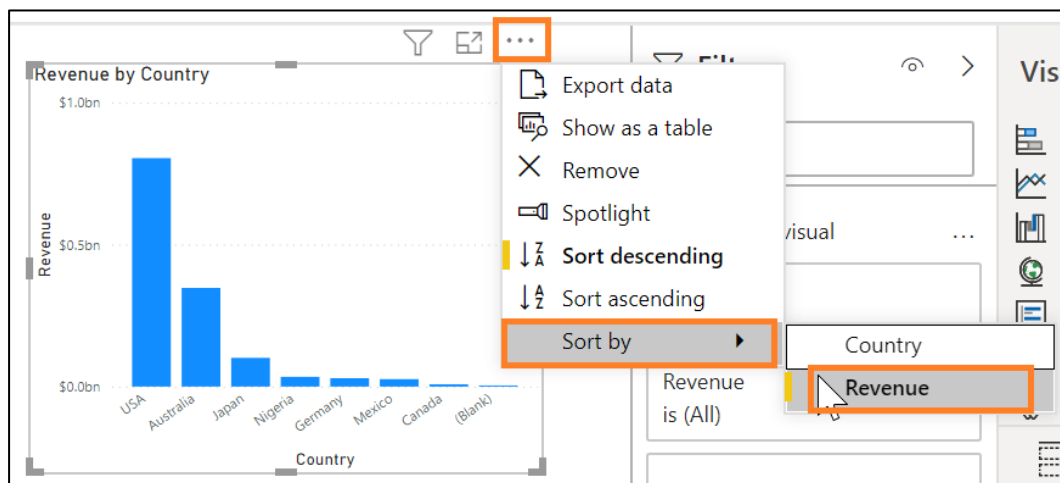 Revenue by Country
$1.0bn
$0.5bn
$0.0bn
Revenue
USA
Australia
Japan
Nigeria
Germany
Mexico
Canada
(Blank)
Country
...
Export data
Show as a table
Remove
Spotlight
Sort descending
Sort ascending
Sort by
Country
Revenue
visual
...
Revenue
is (All)
Vis